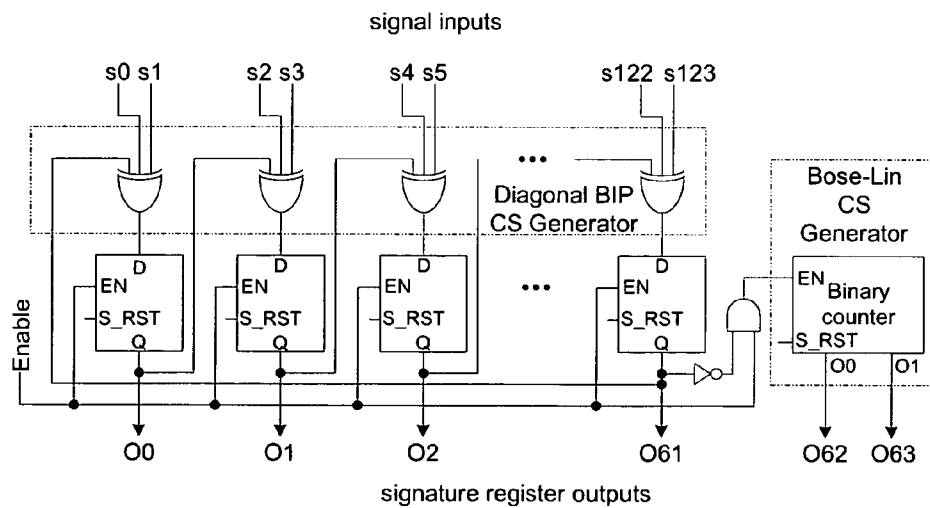 signal inputs
s0 s1
s2 s3
s4 s5
s122 s123
•••
Diagonal BIP
CS Generator
Bose-Lin
CS
Generator
D
EN
S_RST
Q
D
EN
S_RST
Q
D
EN
S_RST
Q
•••
D
EN
S_RST
Q
EN
Binary
counter
S_RST
O0
O1
Enable
O0
O1
O2
O61
O62
O63
signature register outputs